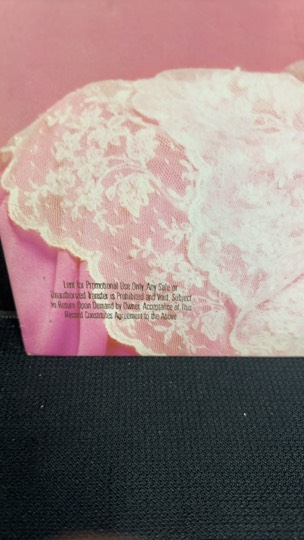 Lent for Promotional Use Only Any Sale or
Unauthorized Transfer is Prohibited and Void. Subject
to Return Upon Demand by Owner. Acceptance of This
Record Constitutes Agreement to the Above